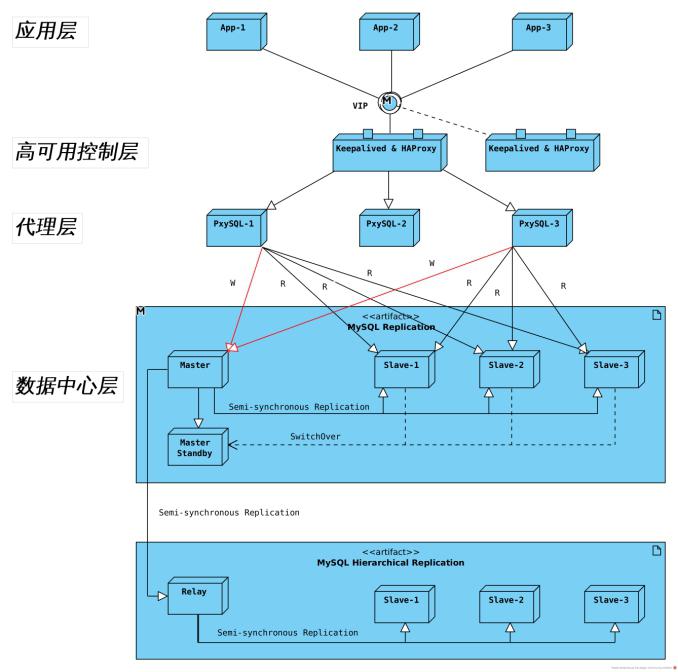 应用层
App-1
App-2
App-3
VIP
M
高可用控制层
Keepalived & HAProxy
Keepalived & HAProxy
代理层
PxySQL-1
PxySQL-2
PxySQL-3
W
R
R
R
W
R
R
R
M
<<artifact>>
MySQL Replication
数据中心层
Master
Slave-1
Slave-2
Slave-3
Semi-synchronous Replication
Master
Standby
SwitchOver
Semi-synchronous Replication
<<artifact>>
MySQL Hierarchical Replication
Relay
Slave-1
Slave-2
Slave-3
Semi-synchronous Replication